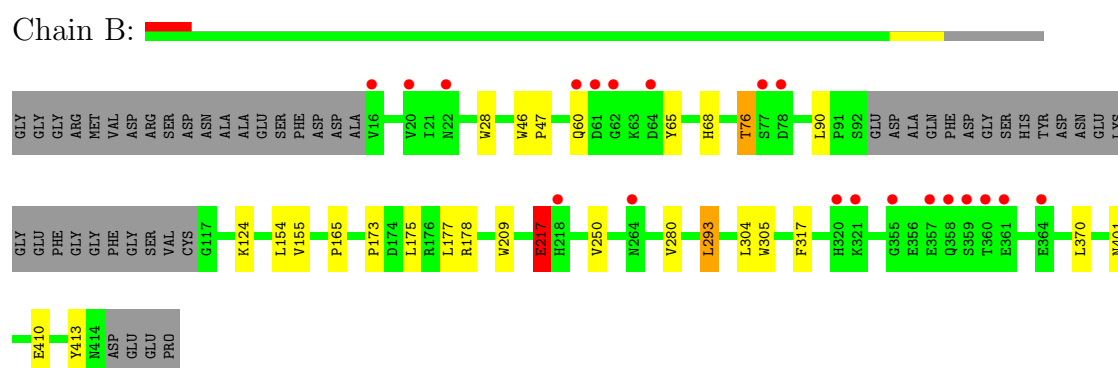 Chain B:
GLY GLY GLY ARG MET VAL ASP ARG SER ASP ASN ALA ALA GLU SER PHE ASP ASP ALA V16 V20 I21 N22 W28 W46 P47 Q60 D61 G62 K63 D64 Y65 H68 T76 S77 D78 L90 P91 S92 GLU ASP ALA GLN PHE ASP GLY SER HIS TYR ASP ASN GLU LYS
GLY GLU PHE GLY GLY PHE GLY SER VAL CYS G117 K124 L154 V155 P165 P173 D174 L175 R176 L177 R178 W209 E217 H218 V250 N264 V280 E293 L304 W305 F317 H320 K321 G355 E356 E357 Q358 S359 T360 E361 E364 L370 N401
E410 Y413 N414 ASP GLU GLU PRO